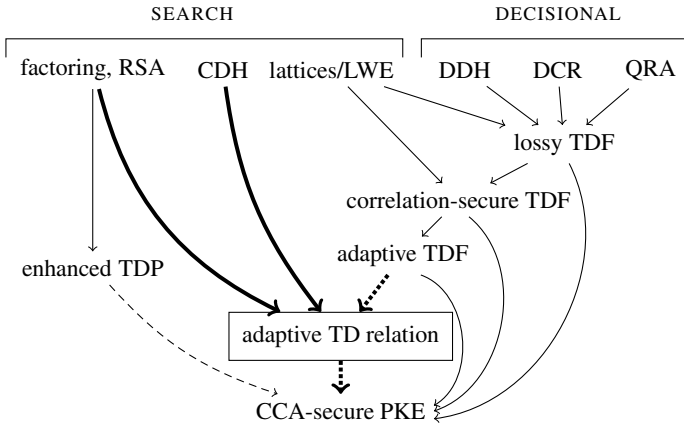 SEARCH DECISIONAL
factoring, RSA CDH lattices/LWE DDH DCR QRA
lossy TDF
correlation-secure TDF
adaptive TDF
enhanced TDP
adaptive TD relation
CCA-secure PKE